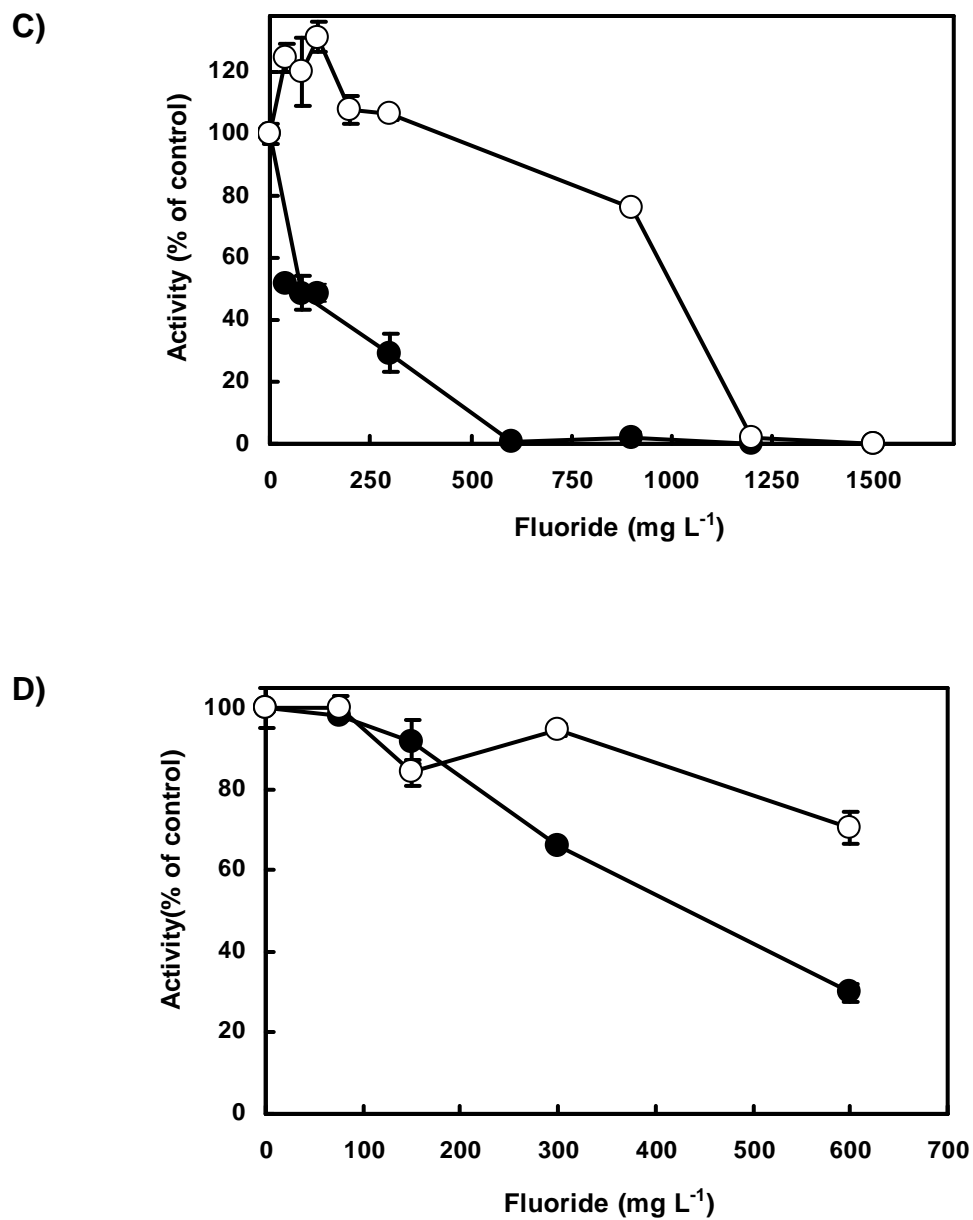 C)
120
100
80
60
40
20
0
Activity (% of control)
0 250 500 750 1000 1250 1500
Fluoride (mg L⁻¹)
D)
100
80
60
40
20
0
Activity(% of control)
0 100 200 300 400 500 600 700
Fluoride (mg L⁻¹)